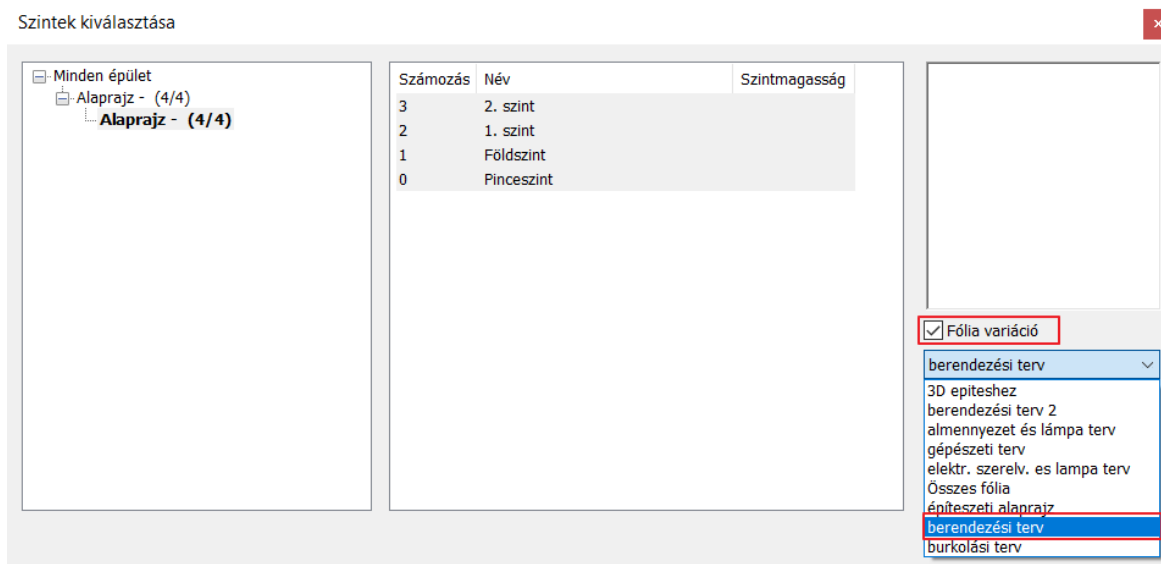 Szintek kiválasztása
Minden épület
Alaprajz - (4/4)
Alaprajz - (4/4)
Számozás Név Szintmagasság
3 2. szint
2 1. szint
1 Földszint
0 Pinceszint
Fólia variáció
berendezési terv
3D epiteshez
berendezési terv 2
almennyezet és lámpa terv
gépészeti terv
elektr. szerelv. es lampa terv
Összes fólia
építeszeti alaprajz
berendezési terv
burkolási terv